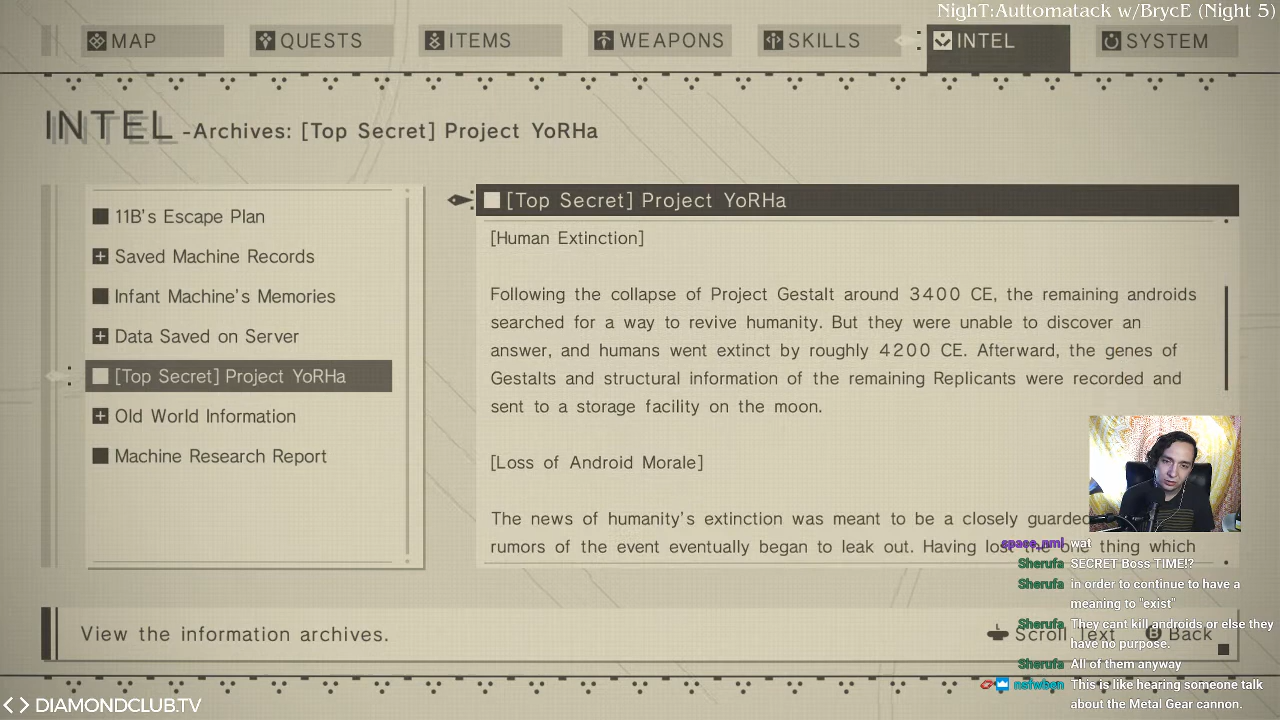 NighT:Auttomatack w/BrycE (Night 5)
MAP
QUESTS
ITEMS
WEAPONS
SKILLS
INTEL
SYSTEM
INTEL -Archives: [Top Secret] Project YoRHa
11B's Escape Plan
Saved Machine Records
Infant Machine's Memories
Data Saved on Server
[Top Secret] Project YoRHa
Old World Information
Machine Research Report
[Top Secret] Project YoRHa
[Human Extinction]
Following the collapse of Project Gestalt around 3400 CE, the remaining androids
searched for a way to revive humanity. But they were unable to discover an
answer, and humans went extinct by roughly 4200 CE. Afterward, the genes of
Gestalts and structural information of the remaining Replicants were recorded and
sent to a storage facility on the moon.
[Loss of Android Morale]
The news of humanity's extinction was meant to be a closely guarded
rumors of the event eventually began to leak out. Having lost the one thing which
space_nml wat
Sherufa SECRET Boss TIME!?
Sherufa in order to continue to have a
meaning to "exist"
Sherufa They cant kill androids or else they
have no purpose.
Sherufa All of them anyway
nsfwbon This is like hearing someone talk
about the Metal Gear cannon.
View the information archives.
Scroll Text B Back
DIAMONDCLUB.TV